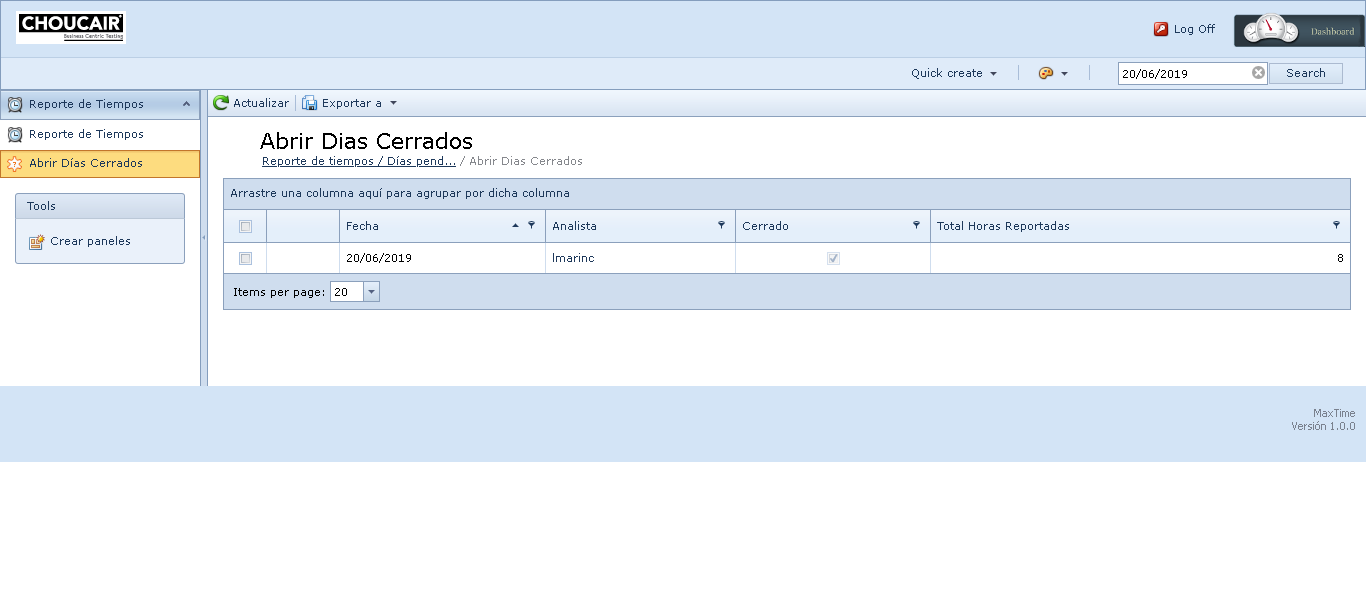 CHOUCAIR
Business Centric Testing
Log Off
Dashboard
Quick create
20/06/2019
Search
Reporte de Tiempos
Reporte de Tiempos
Abrir Días Cerrados
Tools
Crear paneles
Actualizar
Exportar a
Abrir Dias Cerrados
Reporte de tiempos / Días pend... / Abrir Dias Cerrados
Arrastre una columna aquí para agrupar por dicha columna
Fecha Analista Cerrado Total Horas Reportadas
20/06/2019 lmarinc 8
Items per page: 20
MaxTime
Versión 1.0.0